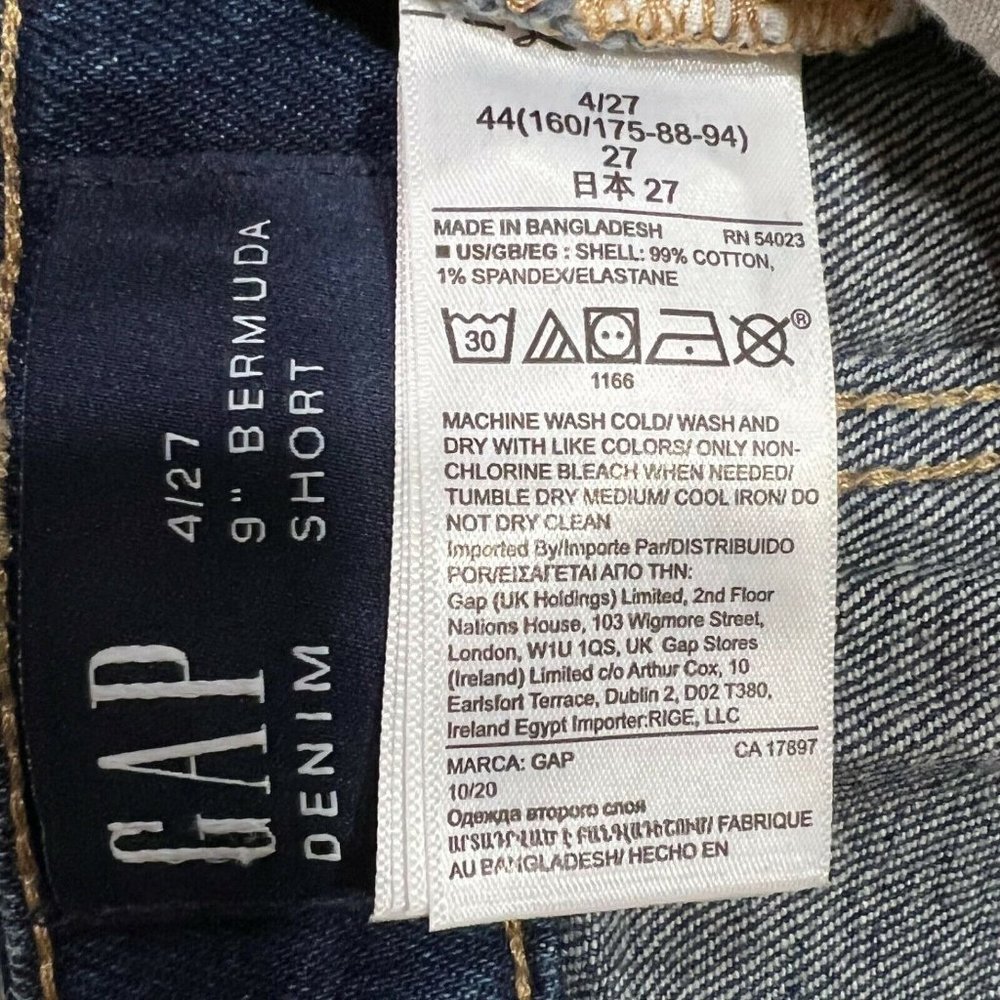 GAP
DENIM
4/27
9" BERMUDA
SHORT
4/27
44(160/175-88-94)
27
日本 27
MADE IN BANGLADESH RN 54023
■ US/GB/EG : SHELL: 99% COTTON,
1% SPANDEX/ELASTANE
30
®
1166
MACHINE WASH COLD/ WASH AND
DRY WITH LIKE COLORS/ ONLY NON-
CHLORINE BLEACH WHEN NEEDED/
TUMBLE DRY MEDIUM/ COOL IRON/ DO
NOT DRY CLEAN
Imported By/Importe Par/DISTRIBUIDO
POR/ΕΙΣΑΓΕΤΑΙ ΑΠΟ ΤΗΝ:
Gap (UK Holdings) Limited, 2nd Floor
Nations House, 103 Wigmore Street,
London, W1U 1QS, UK Gap Stores
(Ireland) Limited c/o Arthur Cox, 10
Earlsfort Terrace, Dublin 2, D02 T380,
Ireland Egypt Importer:RIGE, LLC
MARCA: GAP CA 17897
10/20
Одежда второго слоя
ԱՐՏԱԴՐՎԱԾ Է ԲԱՆԳԼԱԴԵՇՈՒՄ/ FABRIQUE
AU BANGLADESH/ HECHO EN